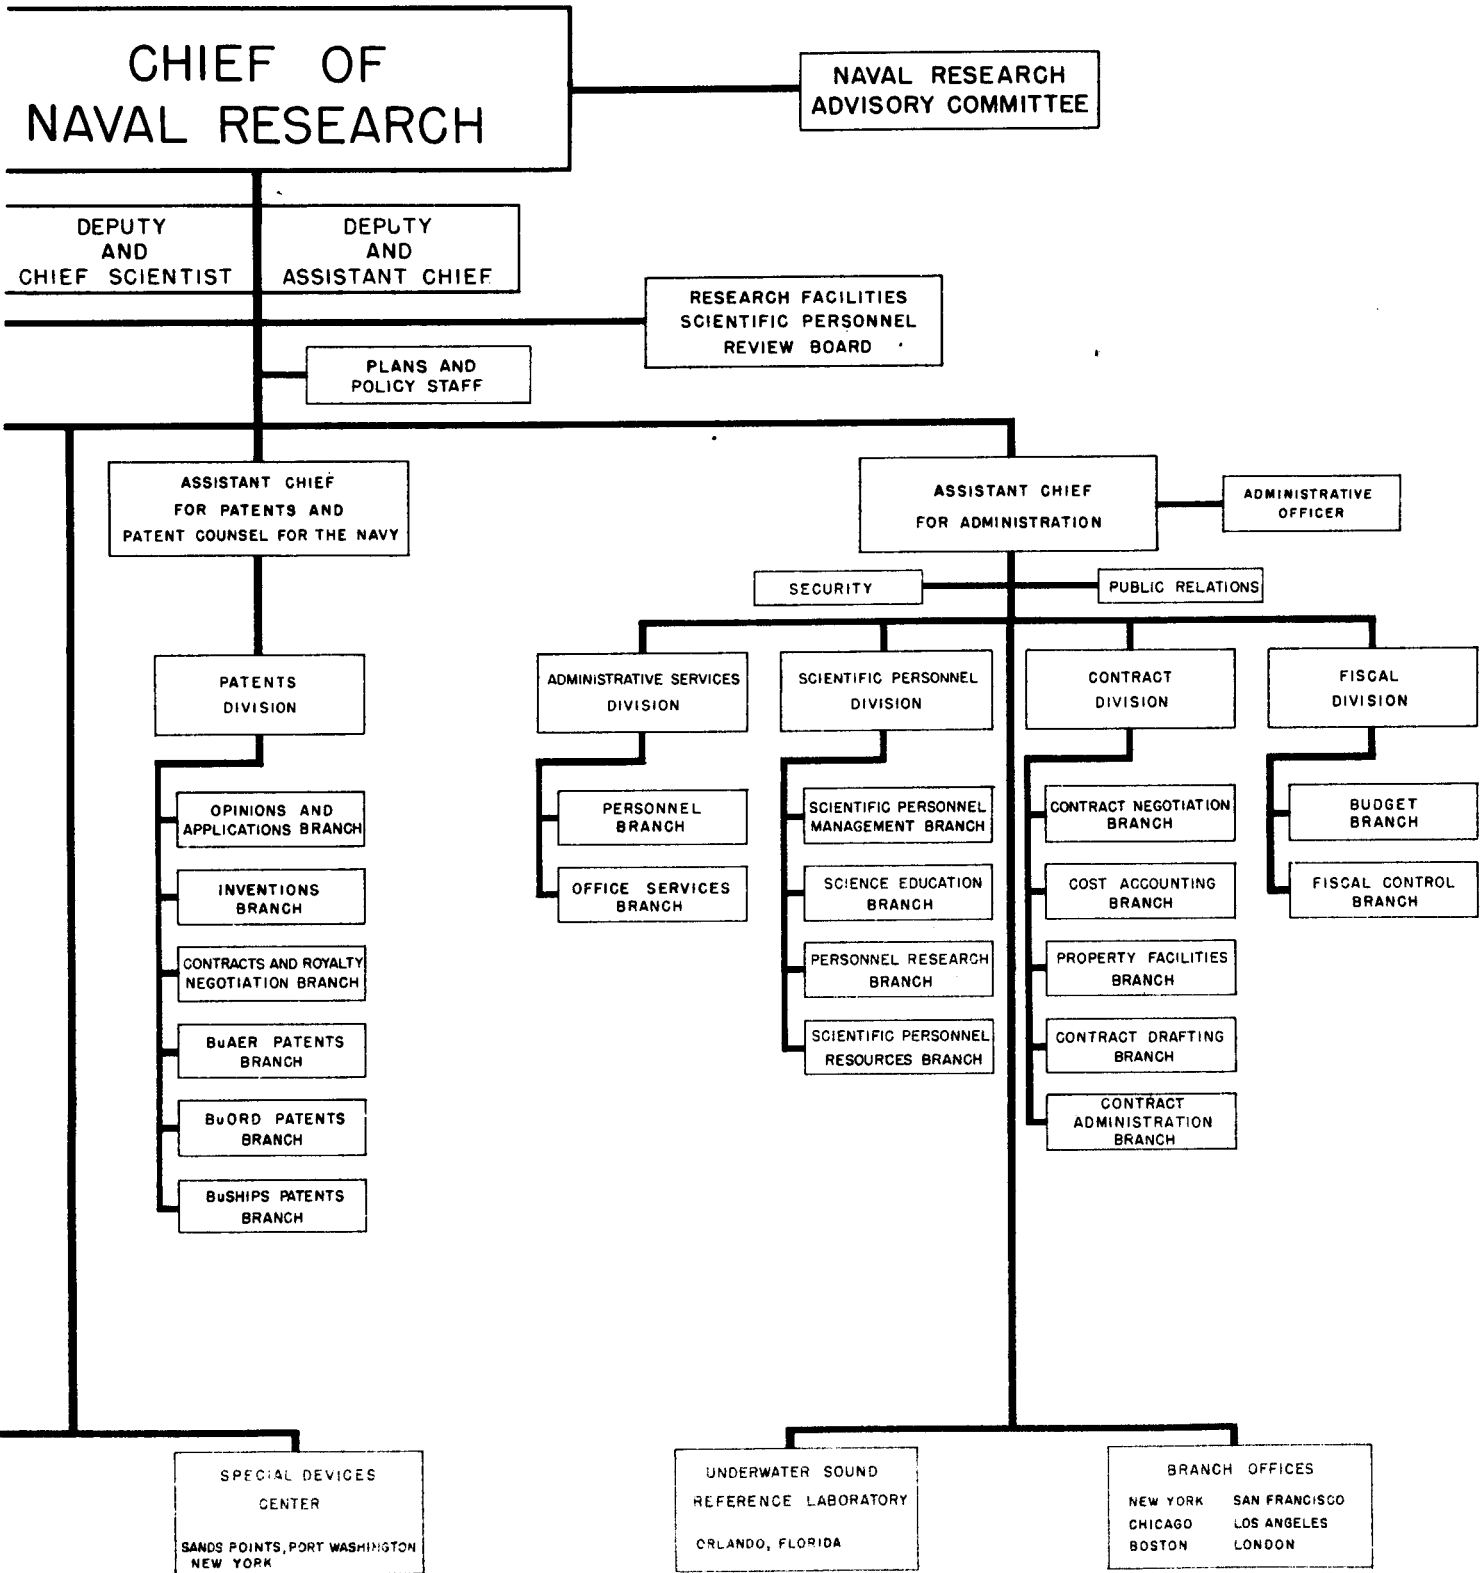 CHIEF OF
NAVAL RESEARCH
NAVAL RESEARCH
ADVISORY COMMITTEE
DEPUTY
AND
CHIEF SCIENTIST
DEPUTY
AND
ASSISTANT CHIEF
RESEARCH FACILITIES
SCIENTIFIC PERSONNEL
REVIEW BOARD
PLANS AND
POLICY STAFF
ASSISTANT CHIEF
FOR PATENTS AND
PATENT COUNSEL FOR THE NAVY
ASSISTANT CHIEF
FOR ADMINISTRATION
ADMINISTRATIVE
OFFICER
SECURITY
PUBLIC RELATIONS
PATENTS
DIVISION
ADMINISTRATIVE SERVICES
DIVISION
SCIENTIFIC PERSONNEL
DIVISION
CONTRACT
DIVISION
FISCAL
DIVISION
OPINIONS AND
APPLICATIONS BRANCH
INVENTIONS
BRANCH
CONTRACTS AND ROYALTY
NEGOTIATION BRANCH
BuAER PATENTS
BRANCH
BuORD PATENTS
BRANCH
BuSHIPS PATENTS
BRANCH
PERSONNEL
BRANCH
OFFICE SERVICES
BRANCH
SCIENTIFIC PERSONNEL
MANAGEMENT BRANCH
SCIENCE EDUCATION
BRANCH
PERSONNEL RESEARCH
BRANCH
SCIENTIFIC PERSONNEL
RESOURCES BRANCH
CONTRACT NEGOTIATION
BRANCH
COST ACCOUNTING
BRANCH
PROPERTY FACILITIES
BRANCH
CONTRACT DRAFTING
BRANCH
CONTRACT
ADMINISTRATION
BRANCH
BUDGET
BRANCH
FISCAL CONTROL
BRANCH
SPECIAL DEVICES
CENTER
SANDS POINTS, PORT WASHINGTON
NEW YORK
UNDERWATER SOUND
REFERENCE LABORATORY
ORLANDO, FLORIDA
BRANCH OFFICES
NEW YORK SAN FRANCISCO
CHICAGO LOS ANGELES
BOSTON LONDON